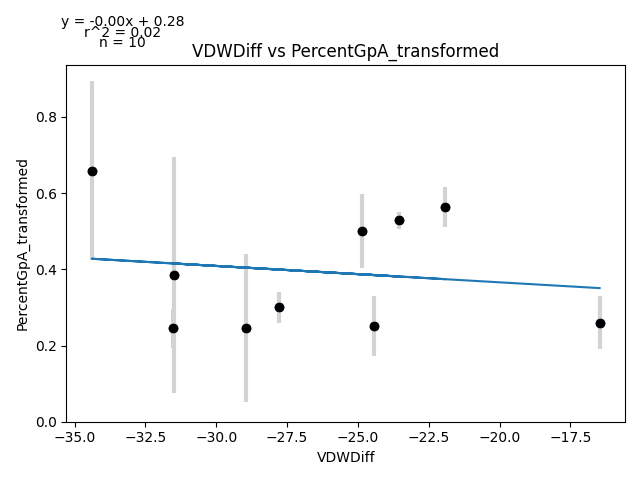 y = -0.00x + 0.28
r^2 = 0.02
n = 10
VDWDiff vs PercentGpA_transformed
PercentGpA_transformed
0.8
0.6
0.4
0.2
0.0
−35.0 −32.5 −30.0 −27.5 −25.0 −22.5 −20.0 −17.5
VDWDiff